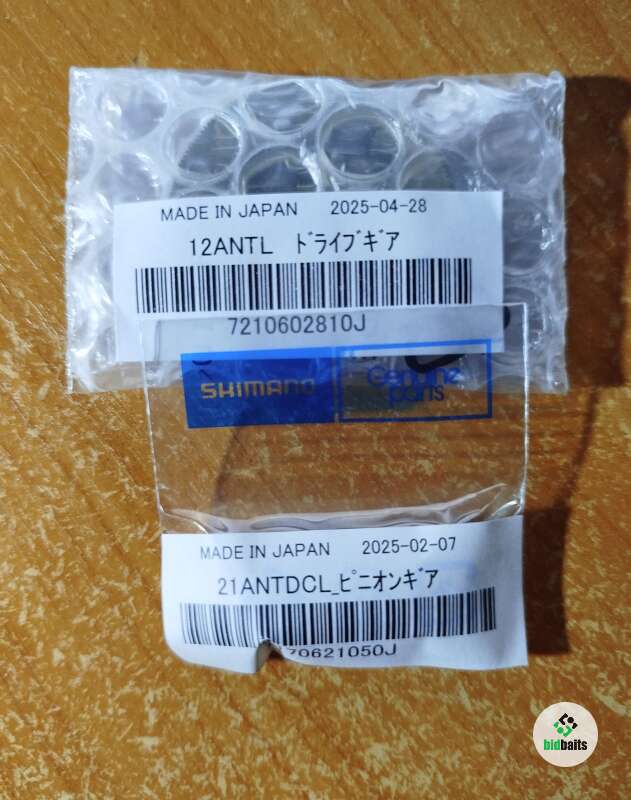 MADE IN JAPAN 2025-04-28
12ANTL ﾄﾞﾗｲﾌﾞｷﾞｱ
7210602810J
SHIMANO
Genuine
parts
MADE IN JAPAN 2025-02-07
21ANTDCL_ﾋﾟﾆｵﾝｷﾞｱ
70621050J
bidbaits